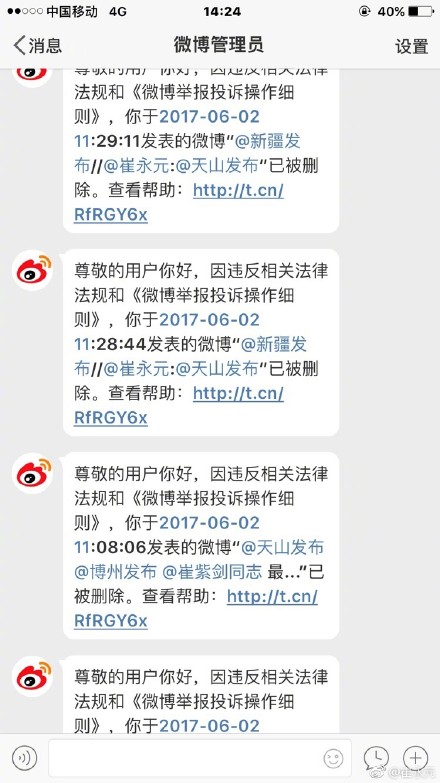 中国移动 4G 14:24 40%
消息 微博管理员 设置
尊敬的用户你好，因违反相关法律
法规和《微博举报投诉操作细
则》，你于2017-06-02
11:29:11发表的微博“@新疆发
布//@崔永元:@天山发布”已被删
除。查看帮助：http://t.cn/
RfRGY6x
尊敬的用户你好，因违反相关法律
法规和《微博举报投诉操作细
则》，你于2017-06-02
11:28:44发表的微博“@新疆发
布//@崔永元:@天山发布”已被删
除。查看帮助：http://t.cn/
RfRGY6x
尊敬的用户你好，因违反相关法律
法规和《微博举报投诉操作细
则》，你于2017-06-02
11:08:06发表的微博“@天山发布
@博州发布 @崔紫剑同志 最...”已
被删除。查看帮助：http://t.cn/
RfRGY6x
尊敬的用户你好，因违反相关法律
法规和《微博举报投诉操作细
则》，你于2017-06-02